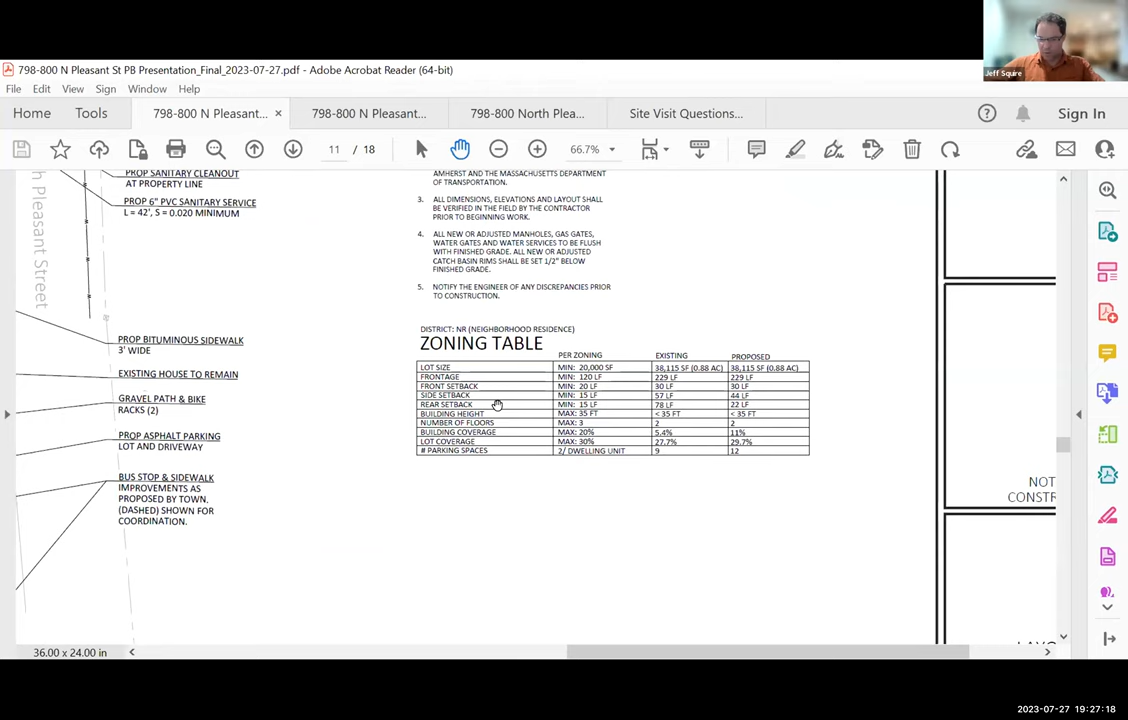 Jeff Squire
798-800 N Pleasant St PB Presentation_Final_2023-07-27.pdf - Adobe Acrobat Reader (64-bit)
File Edit View Sign Window Help
Home Tools 798-800 N Pleasant... × 798-800 N Pleasant... 798-800 North Plea... Site Visit Questions... Sign In
11 / 18 66.7%
PROP SANITARY CLEANOUT
AT PROPERTY LINE
PROP 6" PVC SANITARY SERVICE
L = 42', S = 0.020 MINIMUM
h Pleasant Street
PROP BITUMINOUS SIDEWALK
3' WIDE
EXISTING HOUSE TO REMAIN
GRAVEL PATH & BIKE
RACKS (2)
PROP ASPHALT PARKING
LOT AND DRIVEWAY
BUS STOP & SIDEWALK
IMPROVEMENTS AS
PROPOSED BY TOWN.
(DASHED) SHOWN FOR
COORDINATION.
AMHERST AND THE MASSACHUSETTS DEPARTMENT
OF TRANSPORTATION.
3. ALL DIMENSIONS, ELEVATIONS AND LAYOUT SHALL
BE VERIFIED IN THE FIELD BY THE CONTRACTOR
PRIOR TO BEGINNING WORK.
4. ALL NEW OR ADJUSTED MANHOLES, GAS GATES,
WATER GATES AND WATER SERVICES TO BE FLUSH
WITH FINISHED GRADE. ALL NEW OR ADJUSTED
CATCH BASIN RIMS SHALL BE SET 1/2" BELOW
FINISHED GRADE.
5. NOTIFY THE ENGINEER OF ANY DISCREPANCIES PRIOR
TO CONSTRUCTION.
DISTRICT: NR (NEIGHBORHOOD RESIDENCE)
ZONING TABLE
PER ZONING EXISTING PROPOSED
LOT SIZE MIN: 20,000 SF 38,115 SF (0.88 AC) 38,115 SF (0.88 AC)
FRONTAGE MIN: 120 LF 229 LF 229 LF
FRONT SETBACK MIN: 20 LF 30 LF 30 LF
SIDE SETBACK MIN: 15 LF 57 LF 44 LF
REAR SETBACK MIN: 15 LF 78 LF 22 LF
BUILDING HEIGHT MAX: 35 FT < 35 FT < 35 FT
NUMBER OF FLOORS MAX: 3 2 2
BUILDING COVERAGE MAX: 20% 5.4% 11%
LOT COVERAGE MAX: 30% 27.7% 29.7%
# PARKING SPACES 2/ DWELLING UNIT 9 12
NOT
CONSTR
36.00 x 24.00 in
2023-07-27 19:27:18